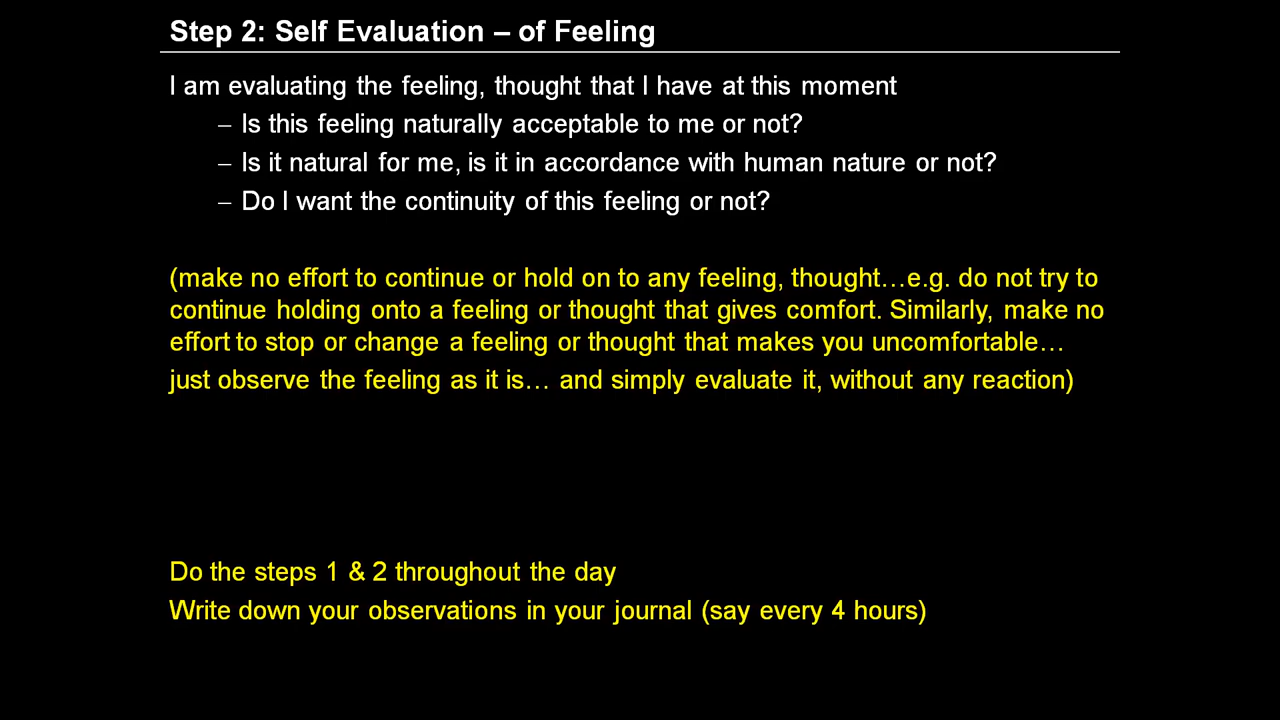 Step 2: Self Evaluation – of Feeling
I am evaluating the feeling, thought that I have at this moment
– Is this feeling naturally acceptable to me or not?
– Is it natural for me, is it in accordance with human nature or not?
– Do I want the continuity of this feeling or not?
(make no effort to continue or hold on to any feeling, thought…e.g. do not try to
continue holding onto a feeling or thought that gives comfort. Similarly, make no
effort to stop or change a feeling or thought that makes you uncomfortable…
just observe the feeling as it is… and simply evaluate it, without any reaction)
Do the steps 1 & 2 throughout the day
Write down your observations in your journal (say every 4 hours)